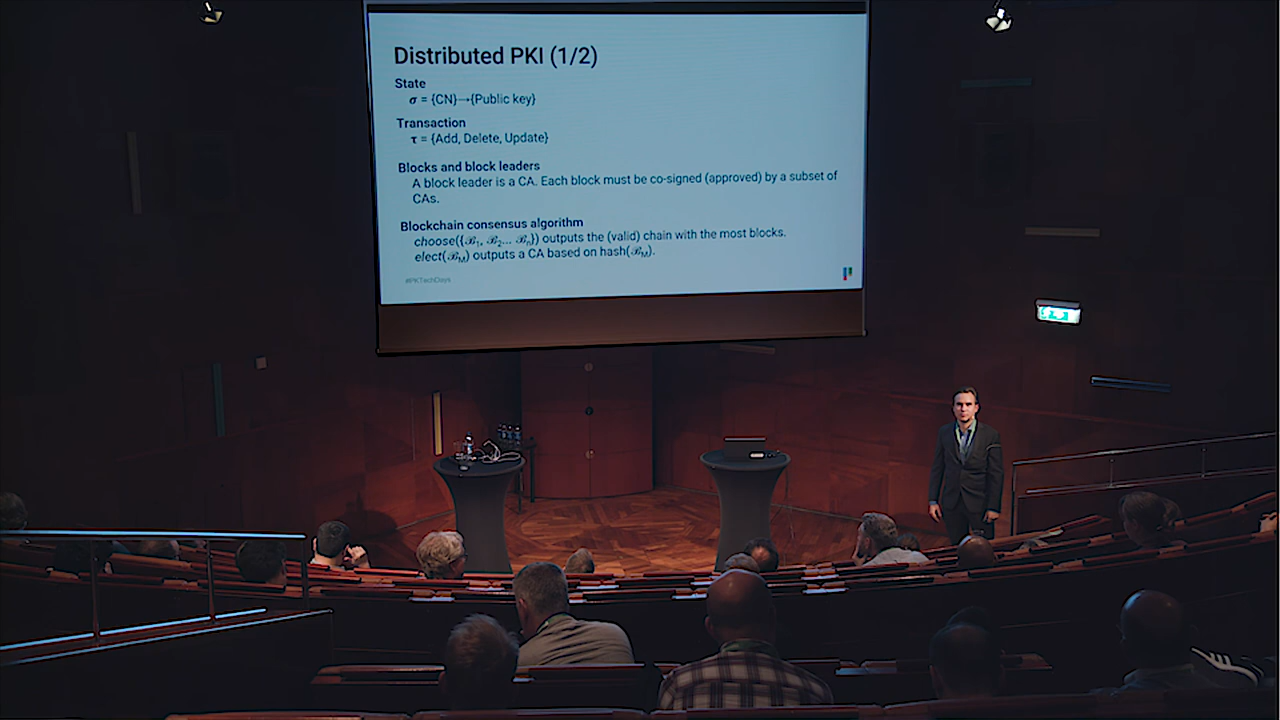 Distributed PKI (1/2)
State
σ = {CN}→{Public key}
Transaction
τ = {Add, Delete, Update}
Blocks and block leaders
A block leader is a CA. Each block must be co-signed (approved) by a subset of
CAs.
Blockchain consensus algorithm
choose({ℬ₁, ℬ₂... ℬₙ}) outputs the (valid) chain with the most blocks.
elect(ℬ_M) outputs a CA based on hash(ℬ_M).
#PKTechDays